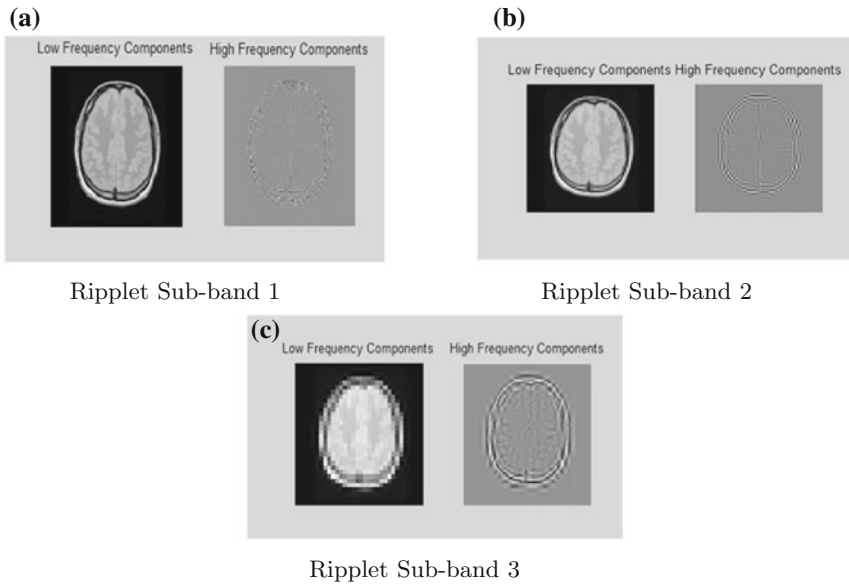 (a)
Low Frequency Components High Frequency Components
Ripplet Sub-band 1
(b)
Low Frequency Components High Frequency Components
Ripplet Sub-band 2
(c)
Low Frequency Components High Frequency Components
Ripplet Sub-band 3